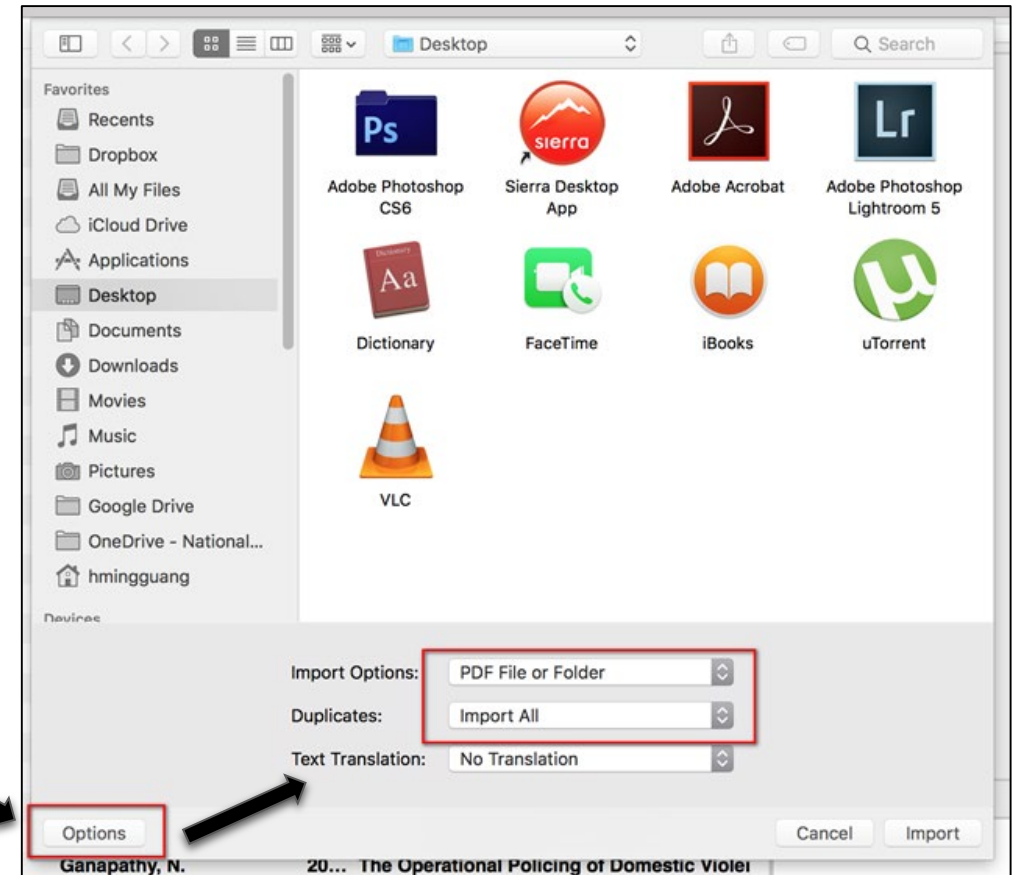 Desktop
Search
Favorites
Recents
Dropbox
All My Files
iCloud Drive
Applications
Desktop
Documents
Downloads
Movies
Music
Pictures
Google Drive
OneDrive - National...
hmingguang
Devices
Ps
sierra
Lr
Adobe Photoshop
CS6
Sierra Desktop
App
Adobe Acrobat
Adobe Photoshop
Lightroom 5
Dictionary
Aa
µ
Dictionary
FaceTime
iBooks
uTorrent
VLC
Import Options: PDF File or Folder
Duplicates: Import All
Text Translation: No Translation
Options
Cancel
Import
Ganapathy, N. 20... The Operational Policing of Domestic Violei